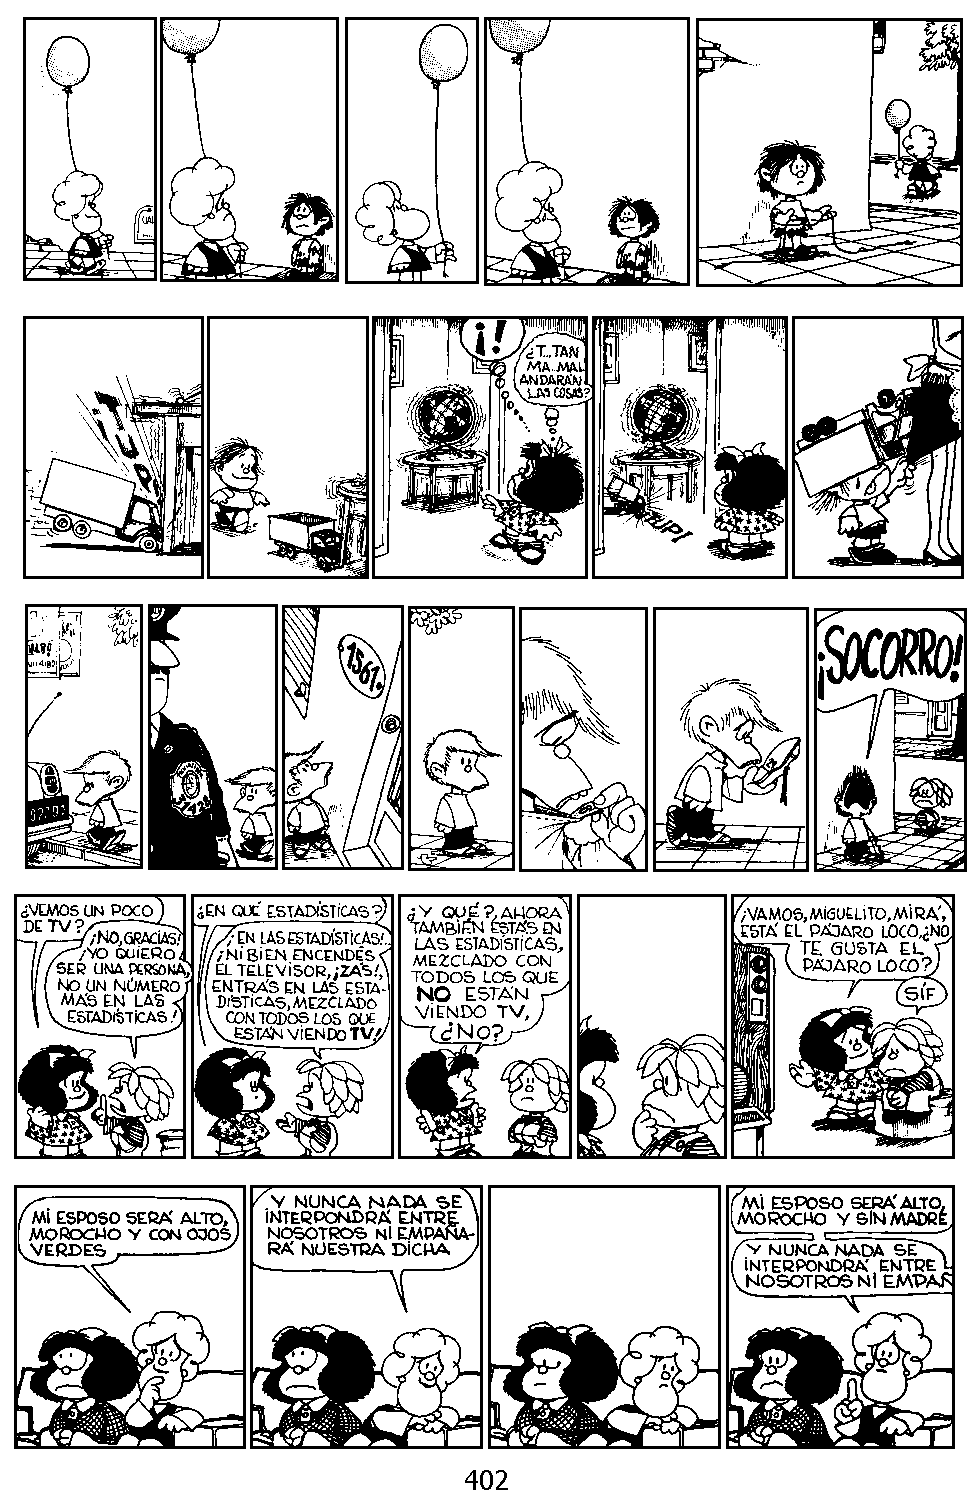 ¡TUP!
¡!
¿T...TAN
MA...MAL
ANDARÁN
LAS COSAS?
¡UP!
1561
¡SOCORRO!
¿VEMOS UN POCO
DE TV?
¡NO, GRACIAS!
¡YO QUIERO
SER UNA PERSONA,
NO UN NÚMERO
MÁS EN LAS
ESTADÍSTICAS!
¿EN QUÉ ESTADÍSTICAS?
¡EN LAS ESTADÍSTICAS!
¡NI BIEN ENCENDES
EL TELEVISOR, ¡ZÁS!,
ENTRÁS EN LAS ESTA-
DÍSTICAS, MEZCLADO
CON TODOS LOS QUE
ESTÁN VIENDO TV!
¿Y QUÉ?, AHORA
TAMBIÉN ESTÁS EN
LAS ESTADÍSTICAS,
MEZCLADO CON
TODOS LOS QUE
NO ESTÁN
VIENDO TV,
¿NO?
¡VAMOS, MIGUELITO, MIRÁ,
ESTÁ EL PÁJARO LOCO, ¿NO
TE GUSTA EL
PÁJARO LOCO?
SÍF
MI ESPOSO SERÁ ALTO,
MOROCHO Y CON OJOS
VERDES
Y NUNCA NADA SE
INTERPONDRÁ ENTRE
NOSOTROS NI EMPAÑA-
RÁ NUESTRA DICHA
MI ESPOSO SERÁ ALTO,
MOROCHO Y SIN MADRE
Y NUNCA NADA SE
INTERPONDRÁ ENTRE
NOSOTROS NI EMPAÑ
402